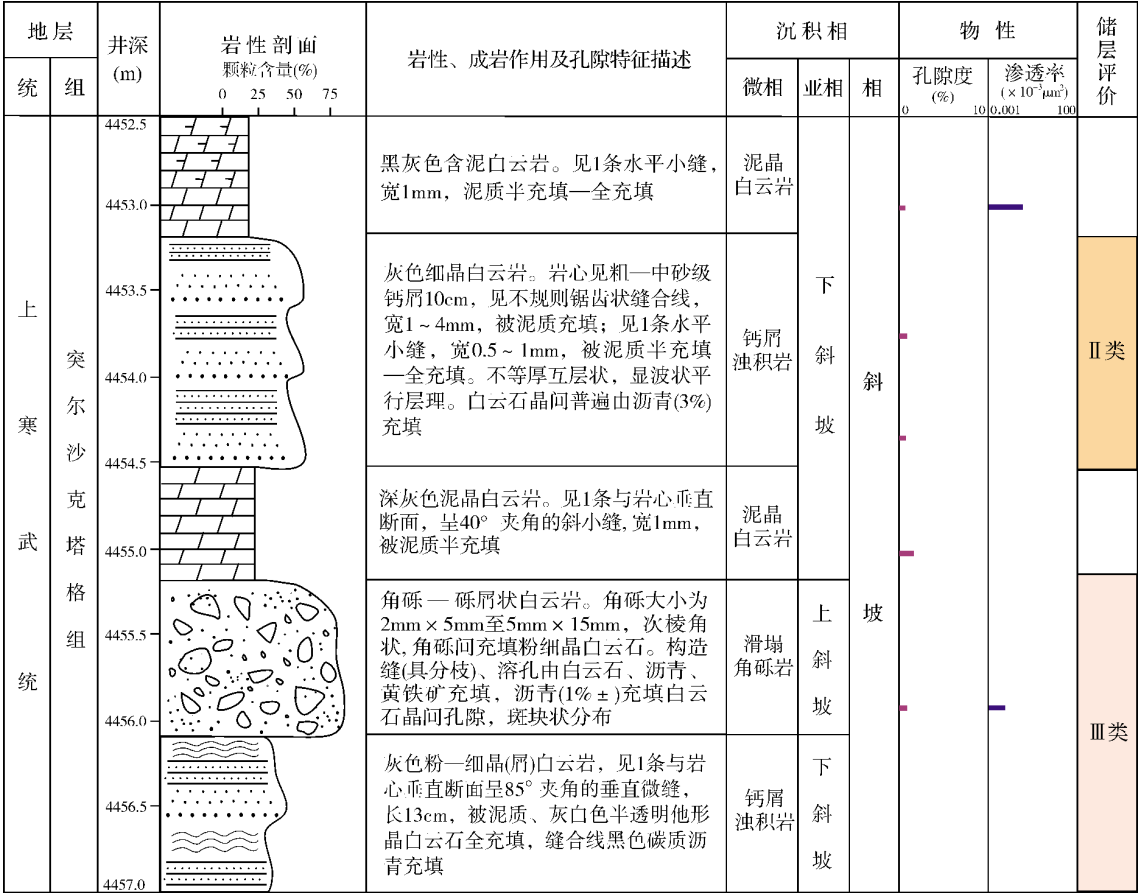 地层
井深
(m)
岩性剖面
颗粒含量(%)
0 25 50 75
岩性、成岩作用及孔隙特征描述
沉积相
物 性
储层评价
统
组
微相
亚相
相
孔隙度
(%)
0 10
渗透率
(×10⁻³μm²)
0.001 100
上寒武统
突尔沙克塔格组
4452.5
4453.0
4453.5
4454.0
4454.5
4455.0
4455.5
4456.0
4456.5
4457.0
黑灰色含泥白云岩。见1条水平小缝,
宽1mm, 泥质半充填—全充填
泥晶
白云岩
灰色细晶白云岩。岩心见粗—中砂级
钙屑10cm, 见不规则锯齿状缝合线,
宽1~4mm, 被泥质充填; 见1条水平
小缝, 宽0.5~1mm, 被泥质半充填
—全充填。不等厚互层状, 显波状平
行层理。白云石晶间普遍由沥青(3%)
充填
钙屑
浊积岩
深灰色泥晶白云岩。见1条与岩心垂直
断面, 呈40° 夹角的斜小缝, 宽1mm,
被泥质半充填
泥晶
白云岩
角砾—砾屑状白云岩。角砾大小为
2mm×5mm至5mm×15mm, 次棱角
状, 角砾间充填粉细晶白云石。构造
缝(具分枝)、溶孔由白云石、沥青、
黄铁矿充填, 沥青(1%±)充填白云
石晶间孔隙, 斑块状分布
滑塌
角砾岩
灰色粉—细晶(屑)白云岩, 见1条与岩
心垂直断面呈85° 夹角的垂直微缝,
长13cm, 被泥质、灰白色半透明他形
晶白云石全充填, 缝合线黑色碳质沥
青充填
钙屑
浊积岩
下斜坡
上斜坡
下斜坡
斜坡
Ⅱ类
Ⅲ类